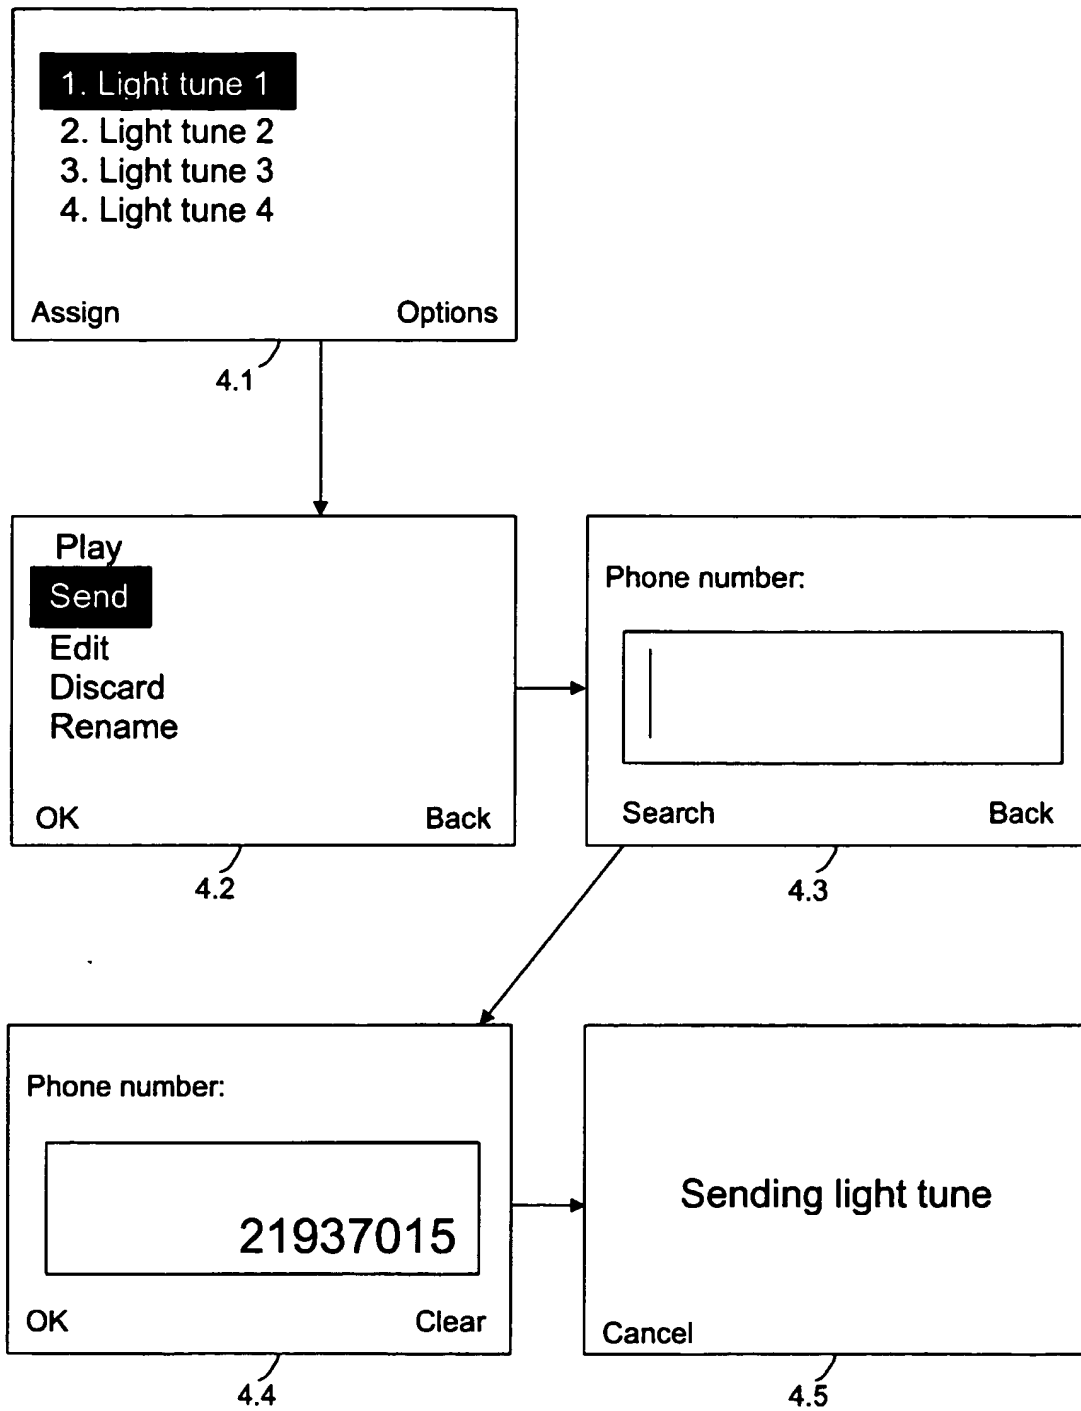 1. Light tune 1
2. Light tune 2
3. Light tune 3
4. Light tune 4
Assign Options
4.1
Play
Send
Edit
Discard
Rename
OK Back
4.2
Phone number:
Search Back
4.3
Phone number:
21937015
OK Clear
4.4
Sending light tune
Cancel
4.5